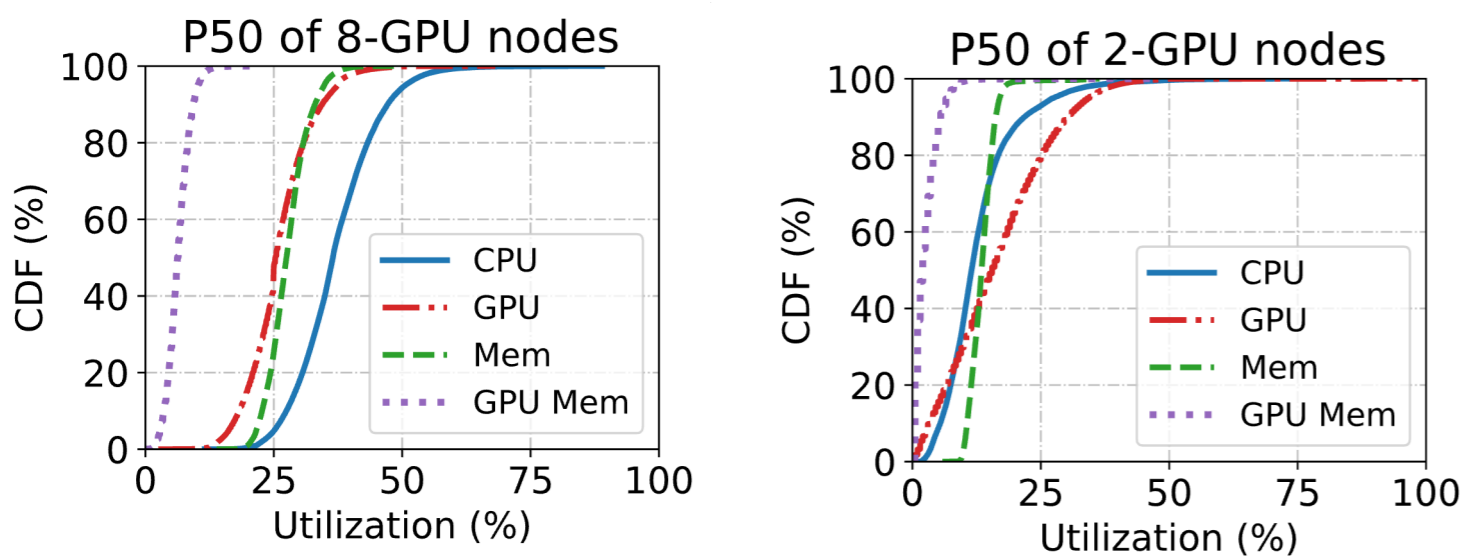 P50 of 8-GPU nodes
CDF (%)
100
80
60
40
20
0
CPU
GPU
Mem
GPU Mem
0 25 50 75 100
Utilization (%)
P50 of 2-GPU nodes
CDF (%)
100
80
60
40
20
0
CPU
GPU
Mem
GPU Mem
0 25 50 75 100
Utilization (%)